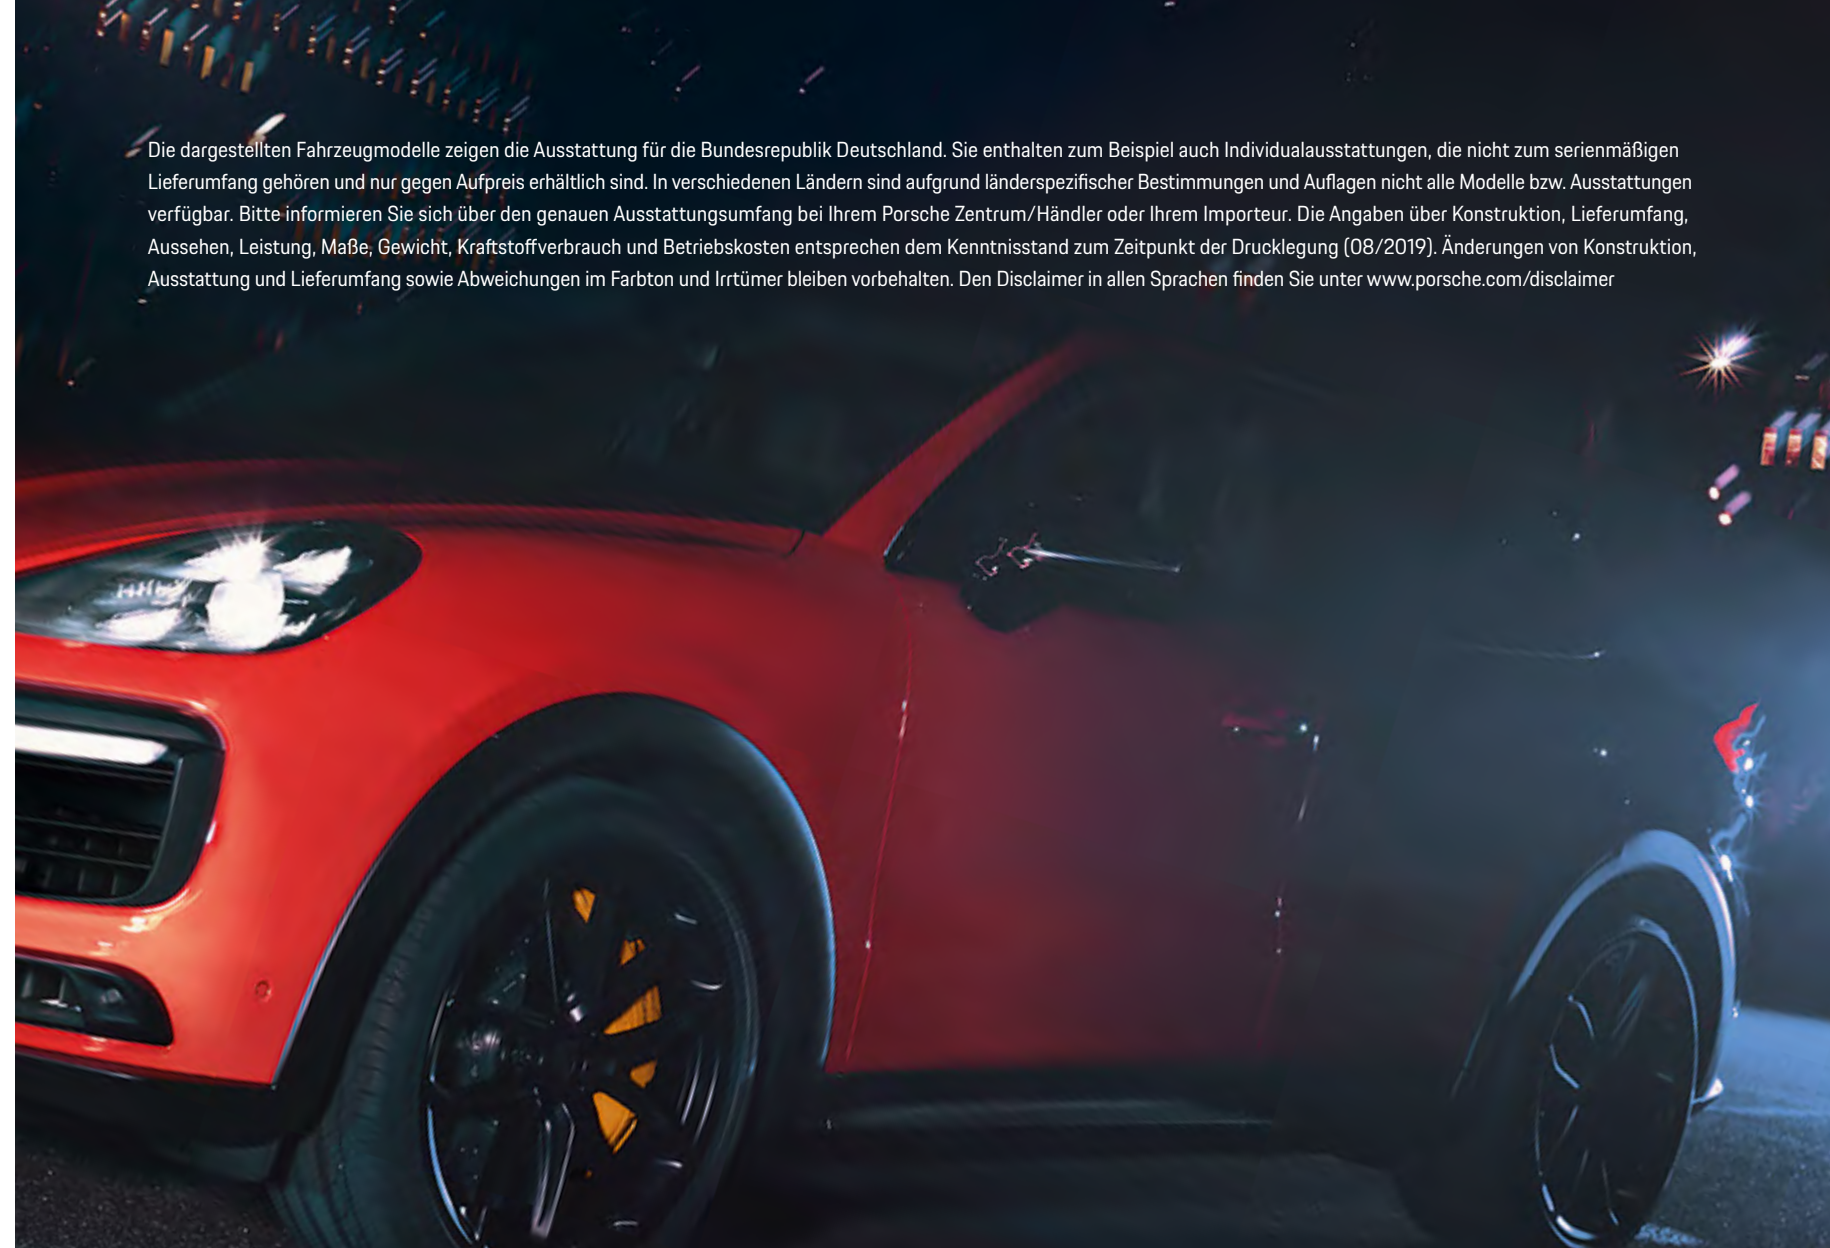 Die dargestellten Fahrzeugmodelle zeigen die Ausstattung für die Bundesrepublik Deutschland. Sie enthalten zum Beispiel auch Individualausstattungen, die nicht zum serienmäßigen
Lieferumfang gehören und nur gegen Aufpreis erhältlich sind. In verschiedenen Ländern sind aufgrund länderspezifischer Bestimmungen und Auflagen nicht alle Modelle bzw. Ausstattungen
verfügbar. Bitte informieren Sie sich über den genauen Ausstattungsumfang bei Ihrem Porsche Zentrum/Händler oder Ihrem Importeur. Die Angaben über Konstruktion, Lieferumfang,
Aussehen, Leistung, Maße, Gewicht, Kraftstoffverbrauch und Betriebskosten entsprechen dem Kenntnisstand zum Zeitpunkt der Drucklegung (08/2019). Änderungen von Konstruktion,
Ausstattung und Lieferumfang sowie Abweichungen im Farbton und Irrtümer bleiben vorbehalten. Den Disclaimer in allen Sprachen finden Sie unter www.porsche.com/disclaimer